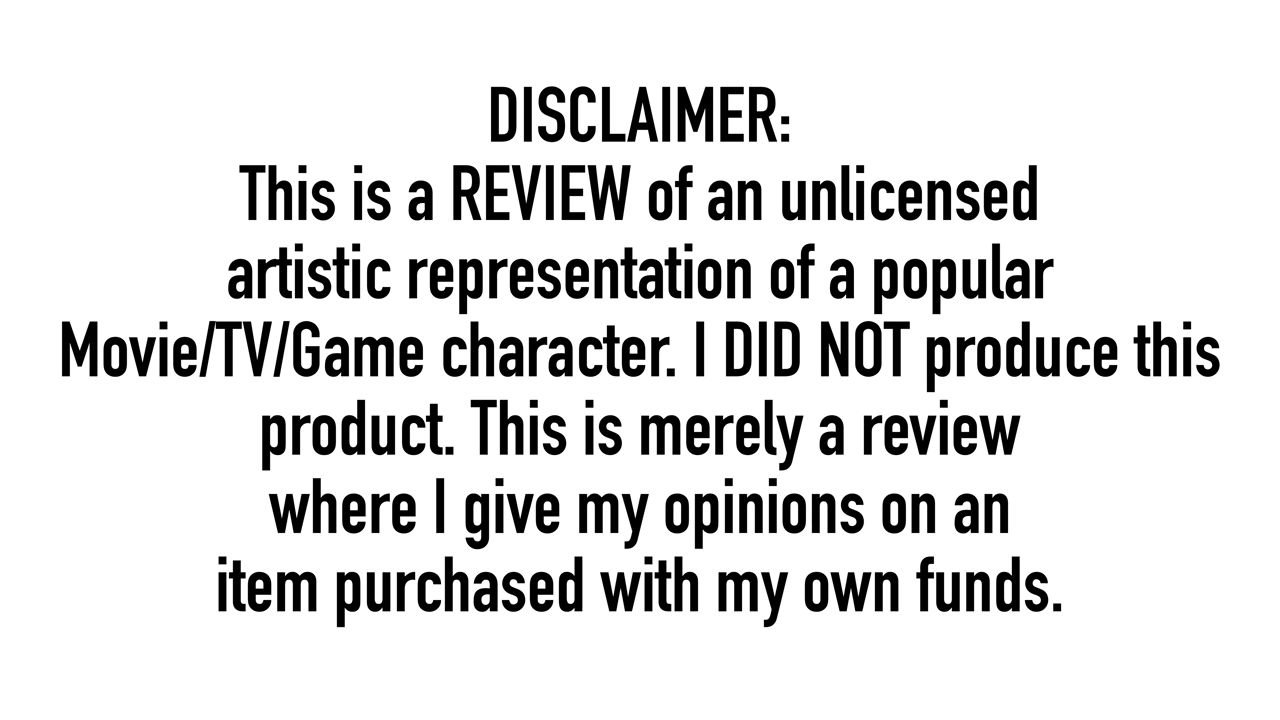 DISCLAIMER:
This is a REVIEW of an unlicensed
artistic representation of a popular
Movie/TV/Game character. I DID NOT produce this
product. This is merely a review
where I give my opinions on an
item purchased with my own funds.